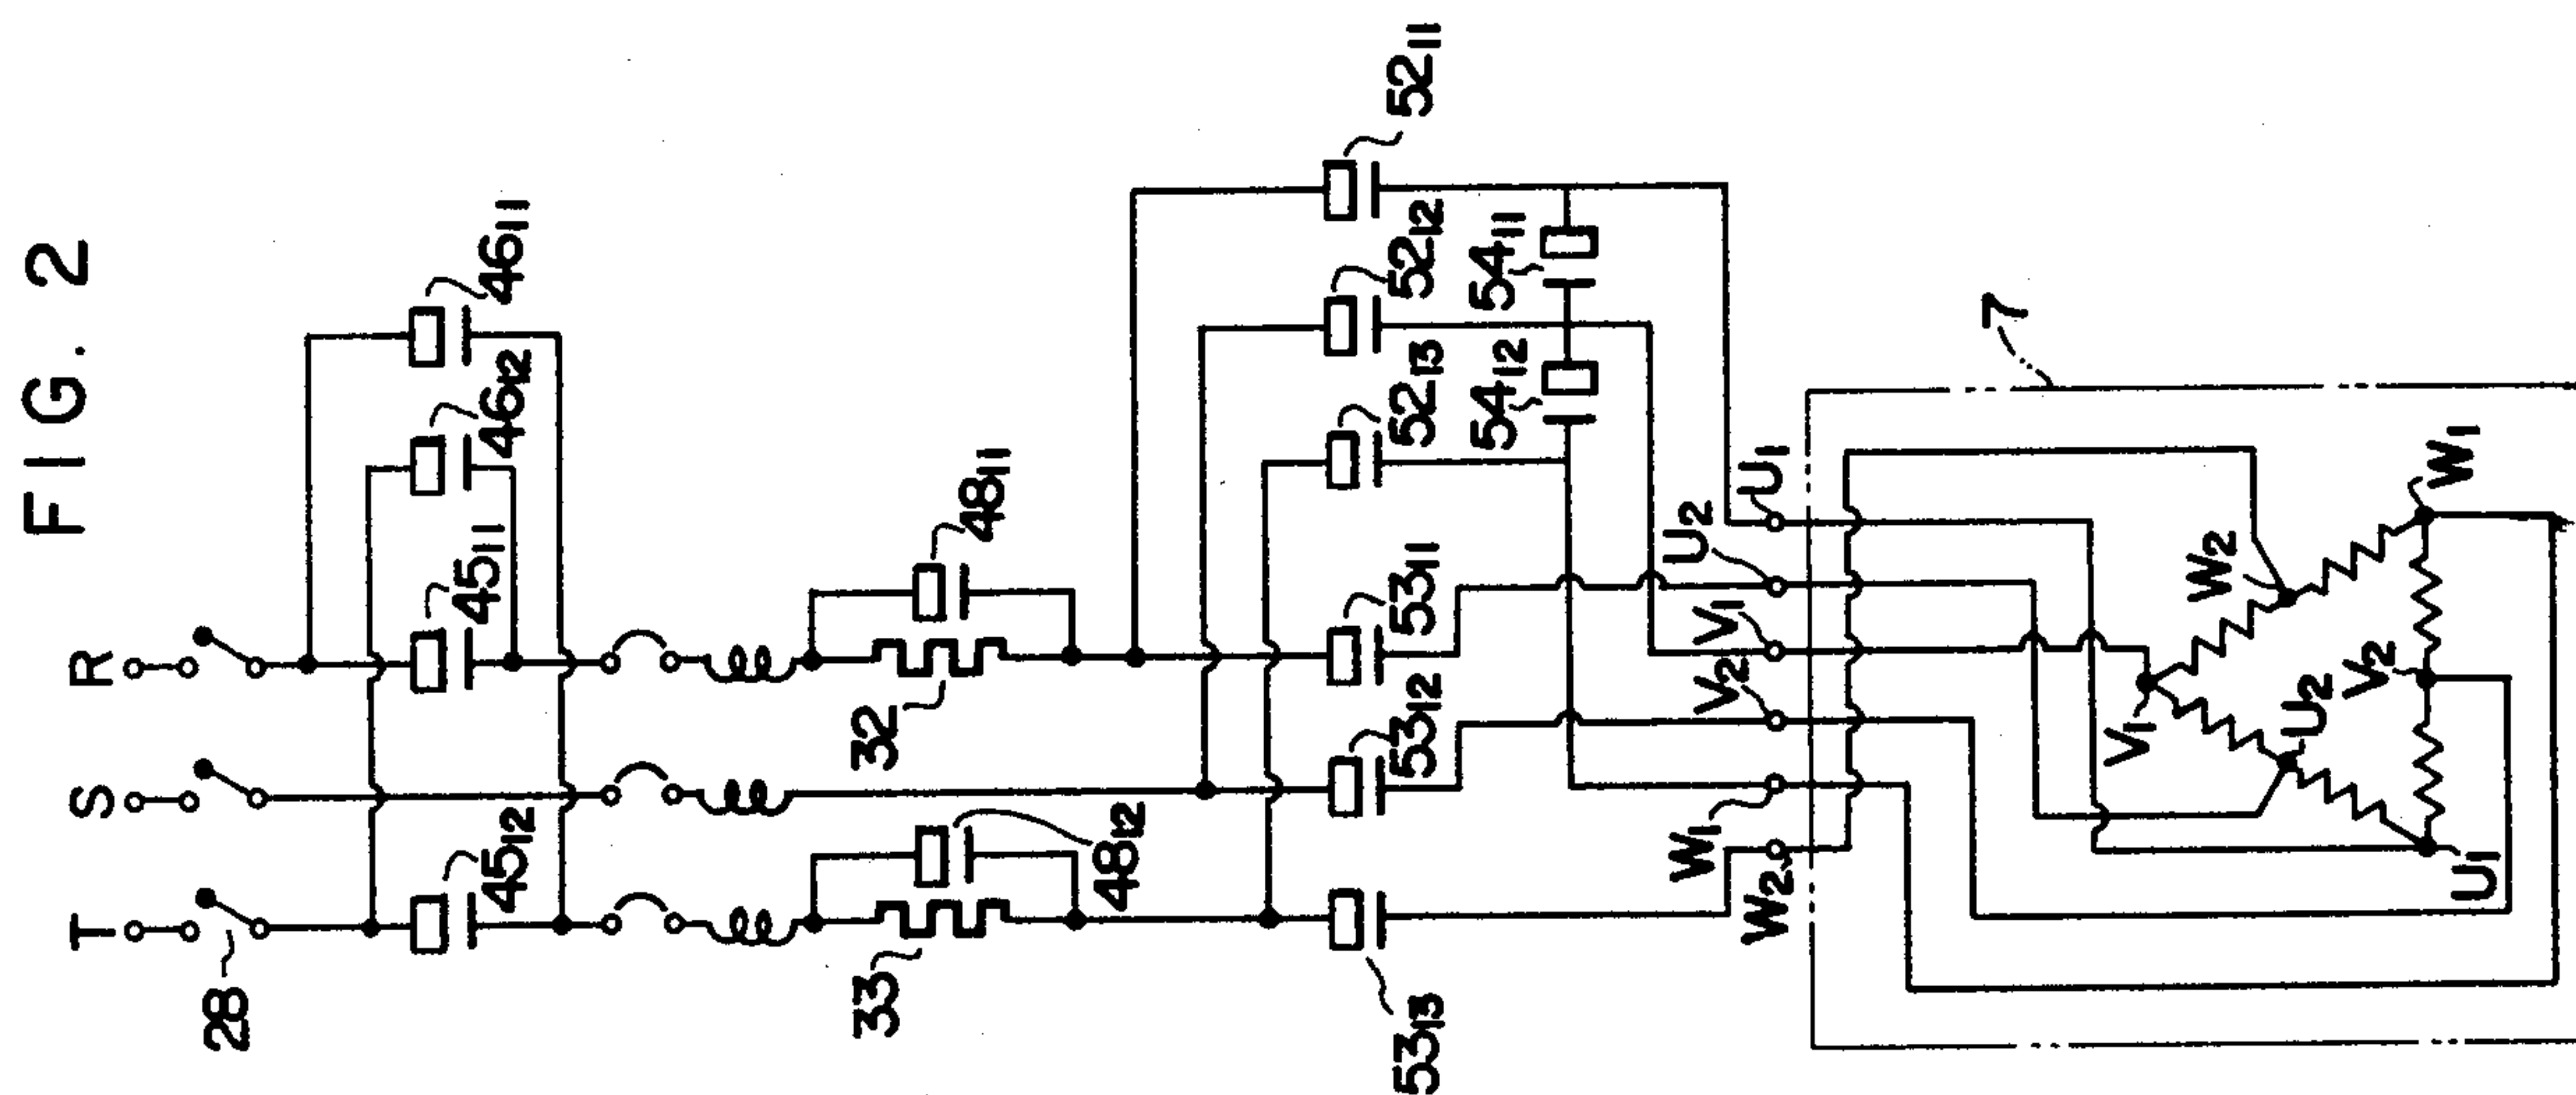 FIG. 2
R
S
T
28
46₁₁
46₁₂
45₁₁
45₁₂
48₁₁
32
48₁₂
33
52₁₁
52₁₂
52₁₃
53₁₁
53₁₂
53₁₃
54₁₁
54₁₂
U₁
U₂
V₁
V₂
W₁
W₂
7
W₁
W₂
V₂
V₁
U₂
U₁